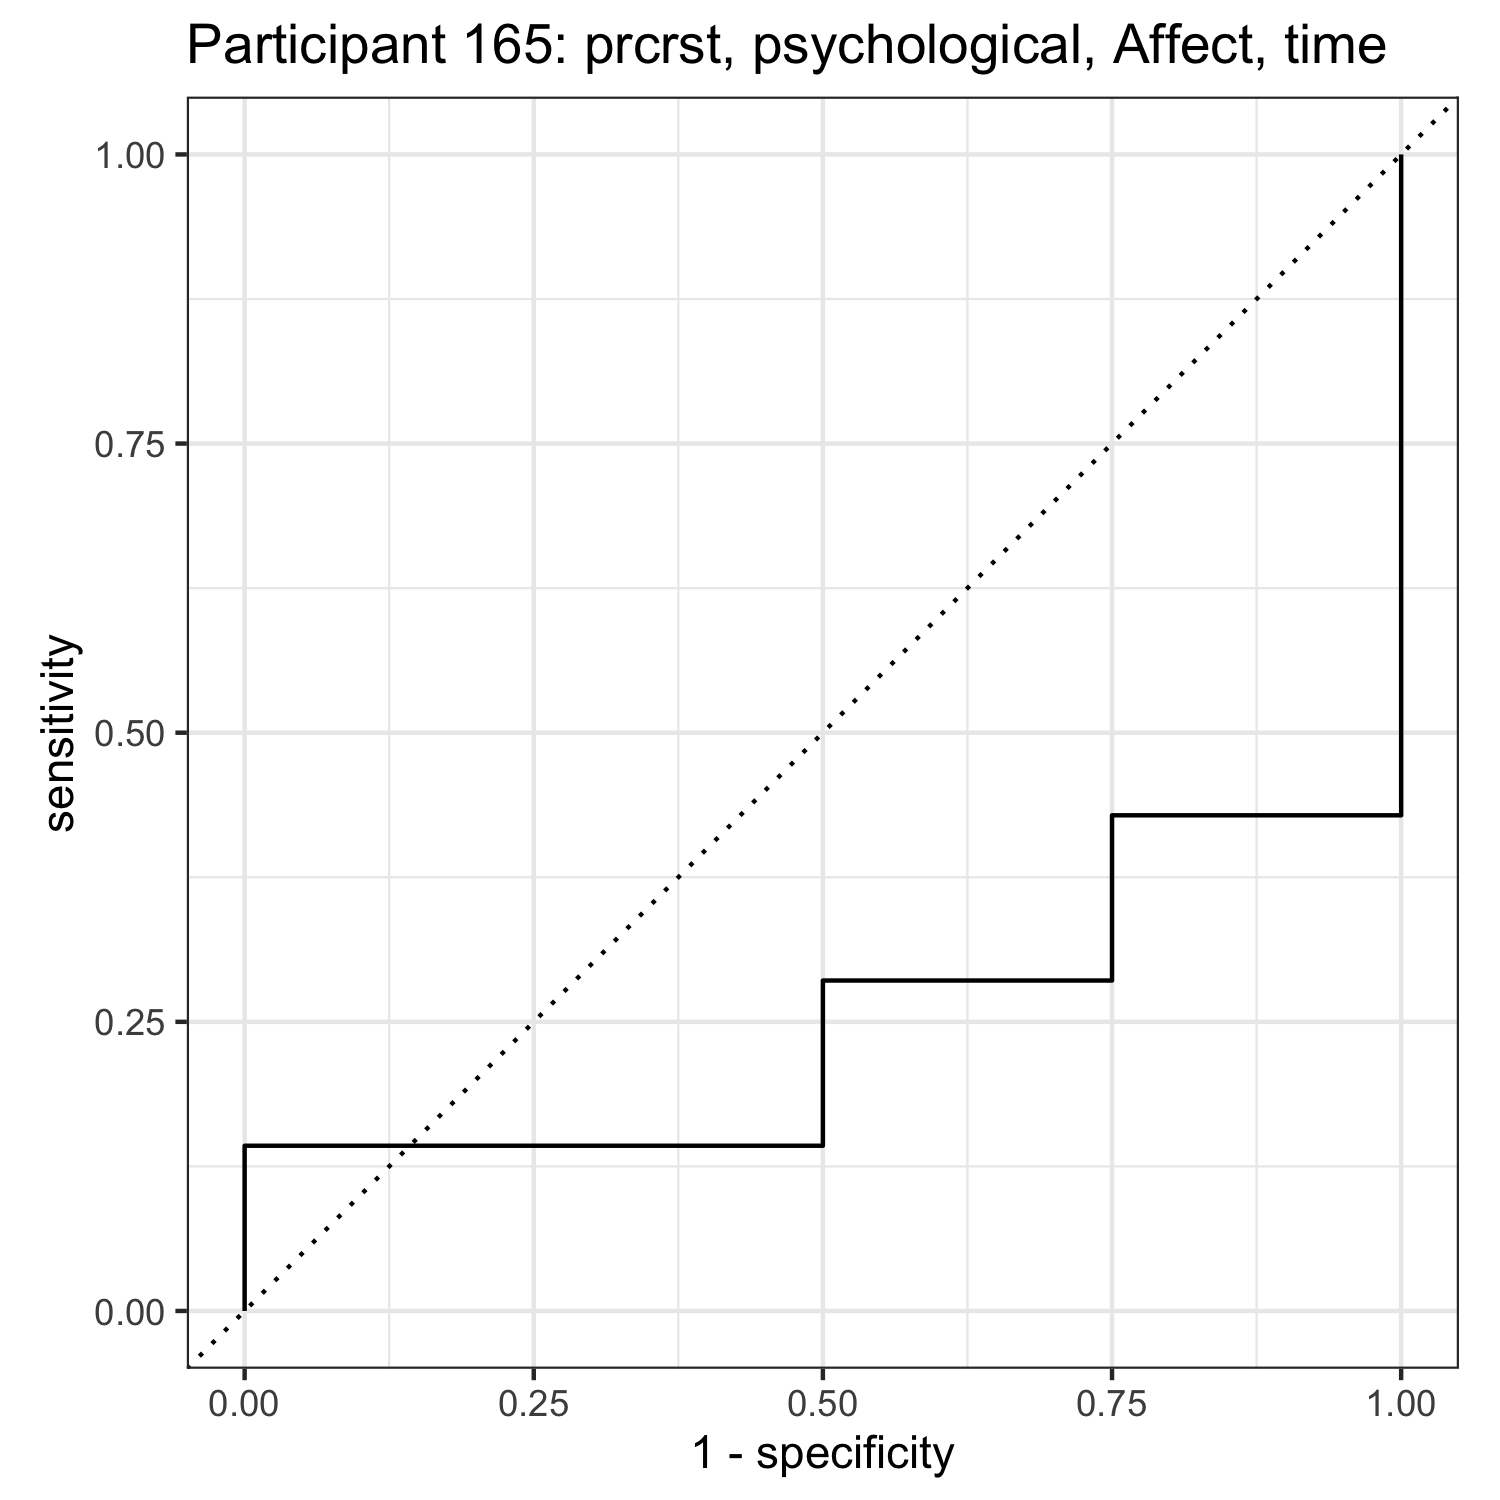 Participant 165: prcrst, psychological, Affect, time
1.00
0.75
0.50
0.25
0.00
sensitivity
0.00 0.25 0.50 0.75 1.00
1 - specificity